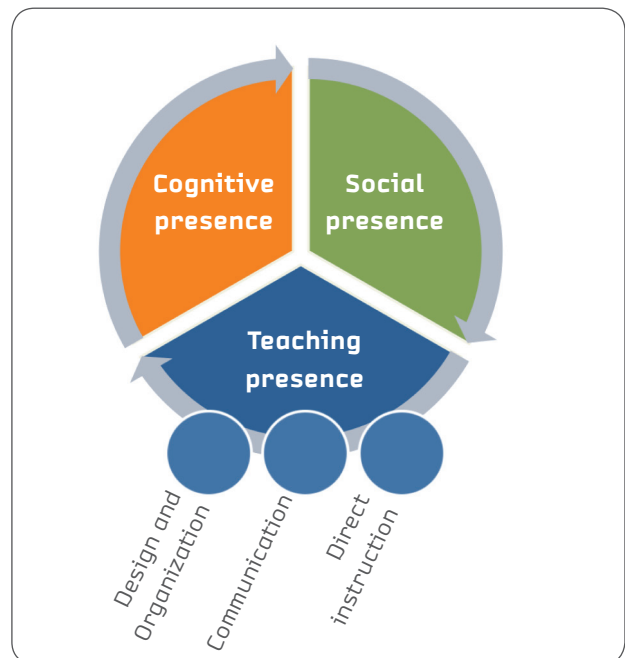 Cognitive
presence
Social
presence
Teaching
presence
Design and
Organization
Communication
Direct
instruction